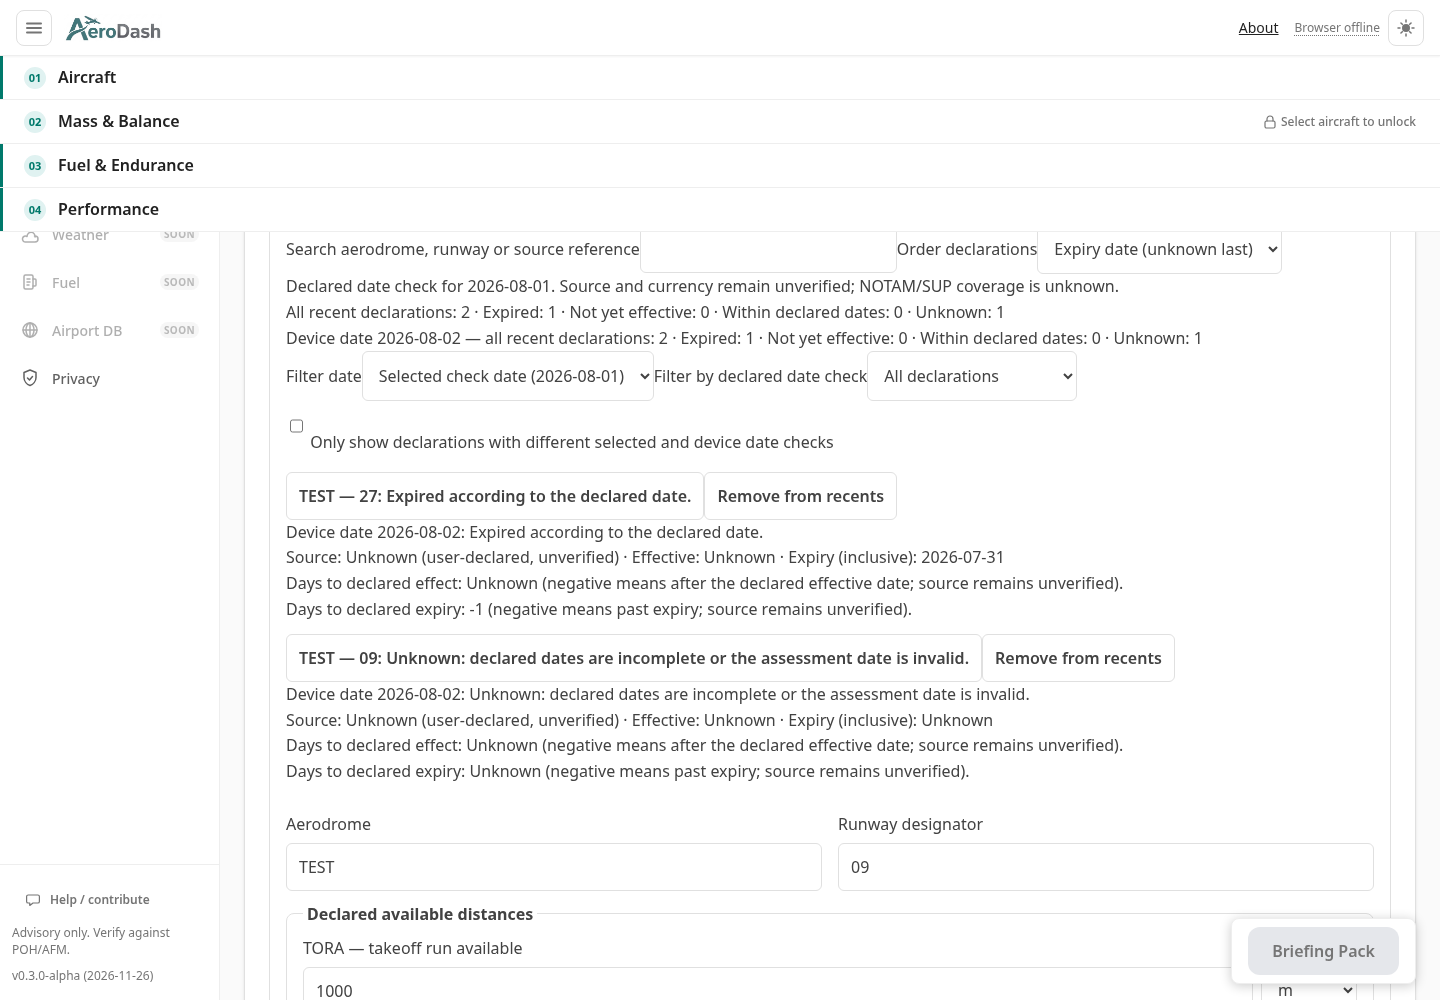 AeroDash
About
Browser offline
01 Aircraft
02 Mass & Balance
Select aircraft to unlock
03 Fuel & Endurance
04 Performance
Weather SOON
Fuel SOON
Airport DB SOON
Privacy
Search aerodrome, runway or source reference
Order declarations Expiry date (unknown last)
Declared date check for 2026-08-01. Source and currency remain unverified; NOTAM/SUP coverage is unknown.
All recent declarations: 2 · Expired: 1 · Not yet effective: 0 · Within declared dates: 0 · Unknown: 1
Device date 2026-08-02 — all recent declarations: 2 · Expired: 1 · Not yet effective: 0 · Within declared dates: 0 · Unknown: 1
Filter date Selected check date (2026-08-01) Filter by declared date check All declarations
Only show declarations with different selected and device date checks
TEST — 27: Expired according to the declared date. Remove from recents
Device date 2026-08-02: Expired according to the declared date.
Source: Unknown (user-declared, unverified) · Effective: Unknown · Expiry (inclusive): 2026-07-31
Days to declared effect: Unknown (negative means after the declared effective date; source remains unverified).
Days to declared expiry: -1 (negative means past expiry; source remains unverified).
TEST — 09: Unknown: declared dates are incomplete or the assessment date is invalid. Remove from recents
Device date 2026-08-02: Unknown: declared dates are incomplete or the assessment date is invalid.
Source: Unknown (user-declared, unverified) · Effective: Unknown · Expiry (inclusive): Unknown
Days to declared effect: Unknown (negative means after the declared effective date; source remains unverified).
Days to declared expiry: Unknown (negative means past expiry; source remains unverified).
Aerodrome
Runway designator
TEST
09
Declared available distances
TORA — takeoff run available
1000
m
Briefing Pack
Help / contribute
Advisory only. Verify against
POH/AFM.
v0.3.0-alpha (2026-11-26)